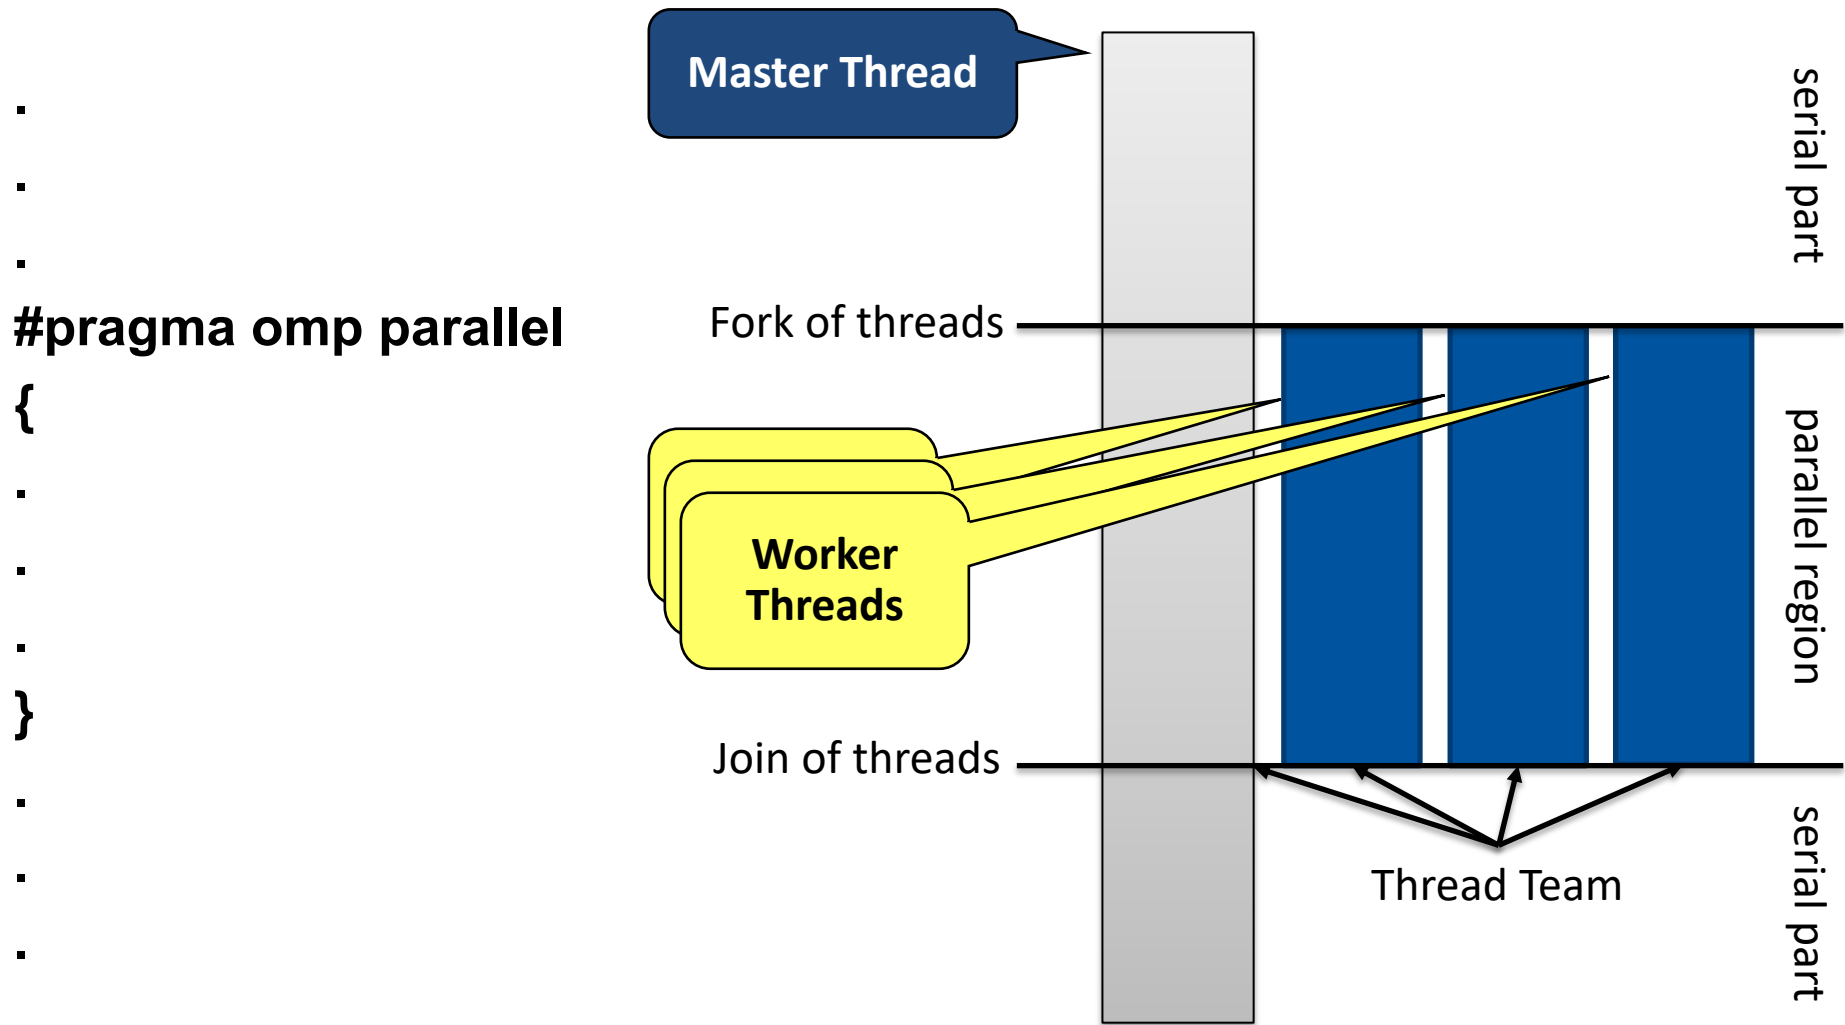 .
.
.
#pragma omp parallel
{
.
.
.
}
.
.
.
Master Thread
Fork of threads
Worker
Threads
Join of threads
Thread Team
serial part
parallel region
serial part